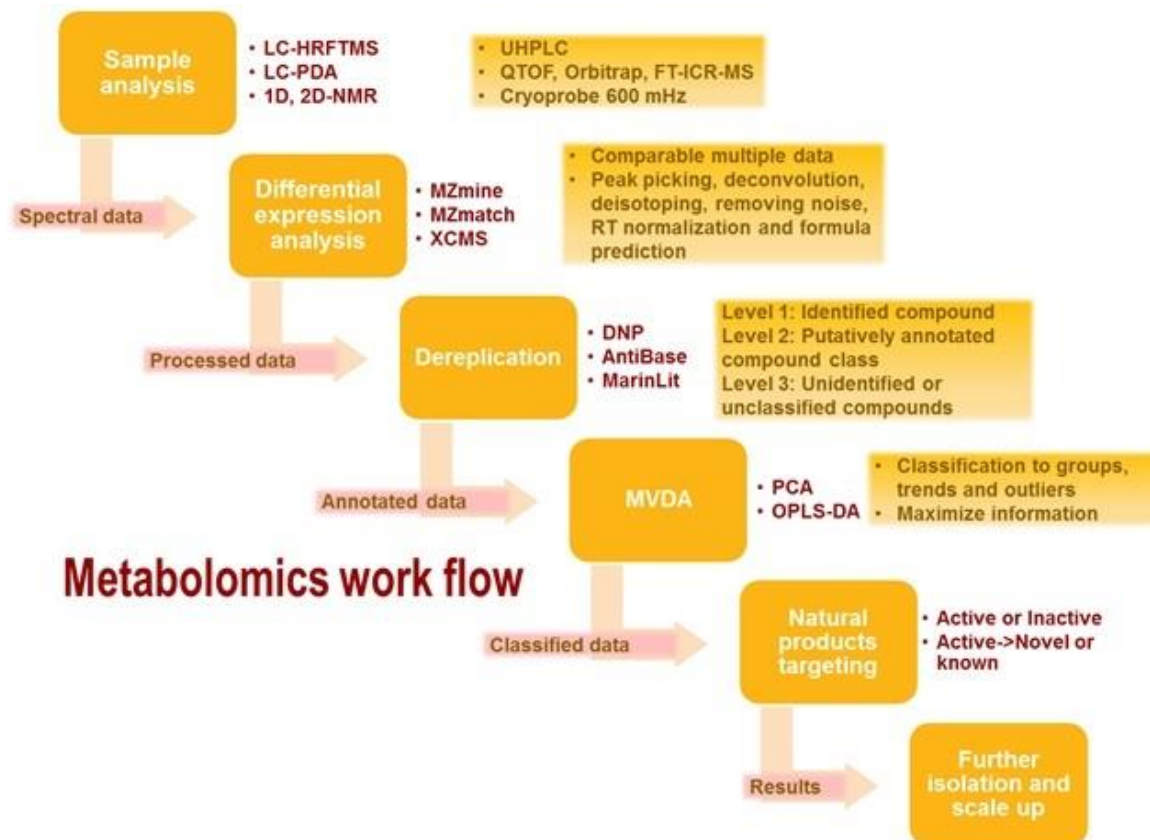 Sample
analysis
• LC-HRFTMS
• LC-PDA
• 1D, 2D-NMR
• UHPLC
• QTOF, Orbitrap, FT-ICR-MS
• Cryoprobe 600 mHz
Spectral data
Differential
expression
analysis
• MZmine
• MZmatch
• XCMS
• Comparable multiple data
• Peak picking, deconvolution,
deisotoping, removing noise,
RT normalization and formula
prediction
Processed data
Dereplication
• DNP
• AntiBase
• MarinLit
Level 1: Identified compound
Level 2: Putatively annotated
compound class
Level 3: Unidentified or
unclassified compounds
Annotated data
MVDA
• PCA
• OPLS-DA
• Classification to groups,
trends and outliers
• Maximize information
Metabolomics work flow
Classified data
Natural
products
targeting
• Active or Inactive
• Active->Novel or
known
Results
Further
isolation and
scale up